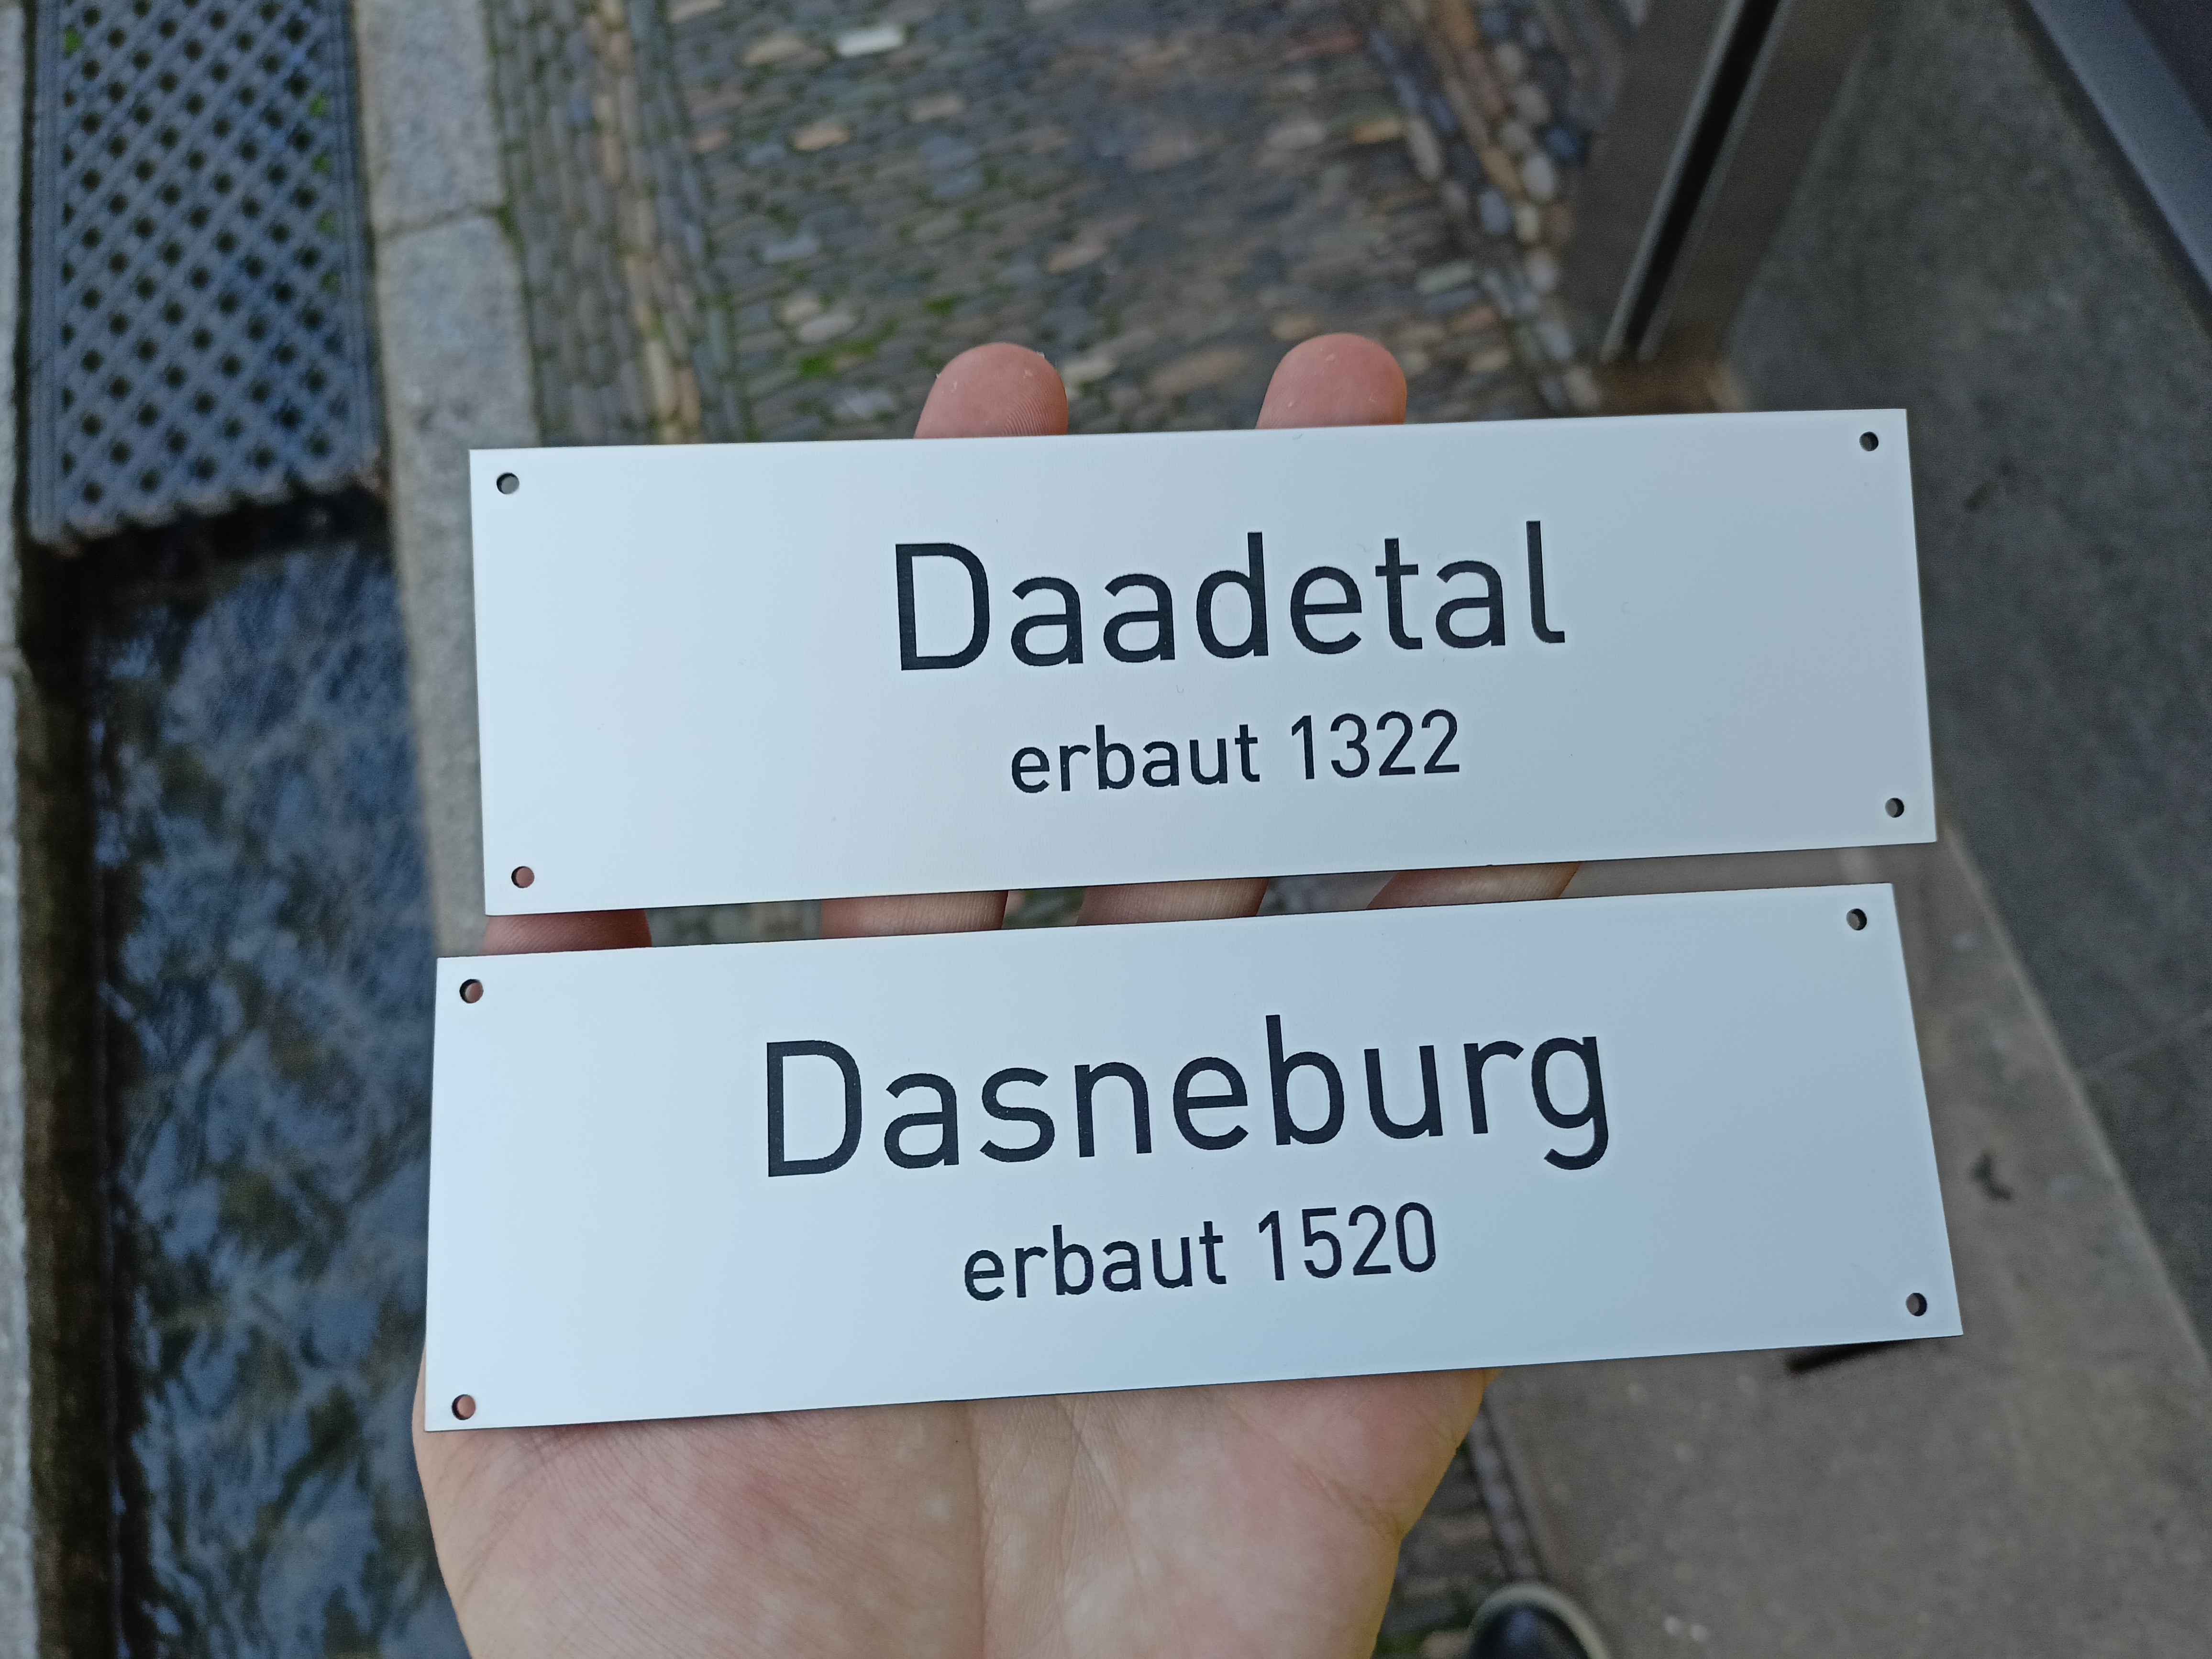 Daadetal
erbaut 1322
Dasneburg
erbaut 1520